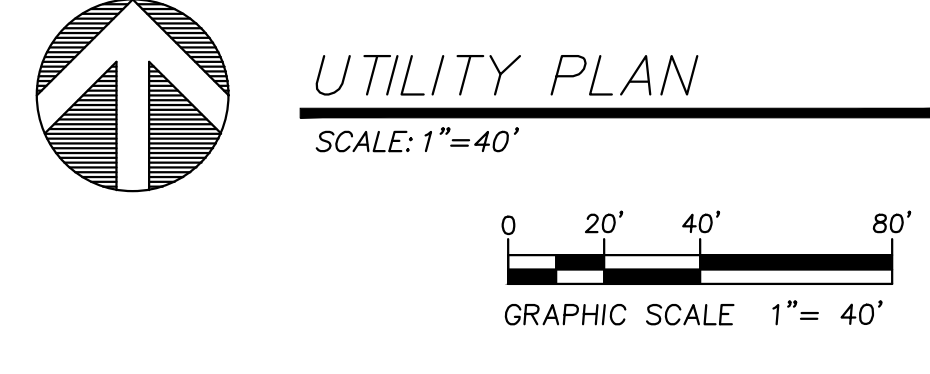 UTILITY PLAN
SCALE: 1"=40'
0 20' 40' 80'
GRAPHIC SCALE 1"= 40'